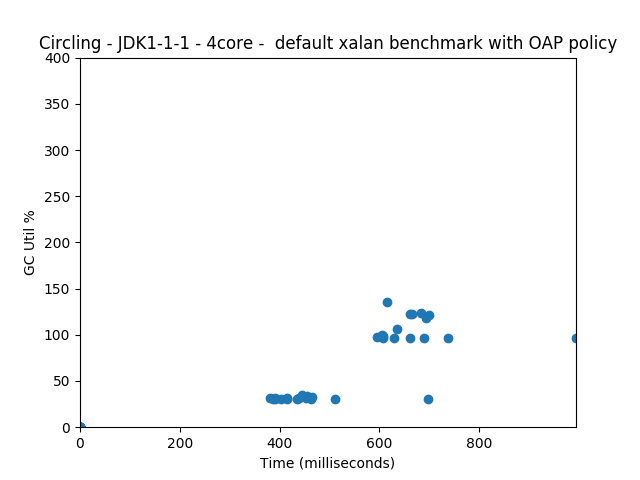 Circling - JDK1-1-1 - 4core -  default xalan benchmark with OAP policy
400
350
300
250
200
150
100
50
0
GC Util %
0 200 400 600 800
Time (milliseconds)